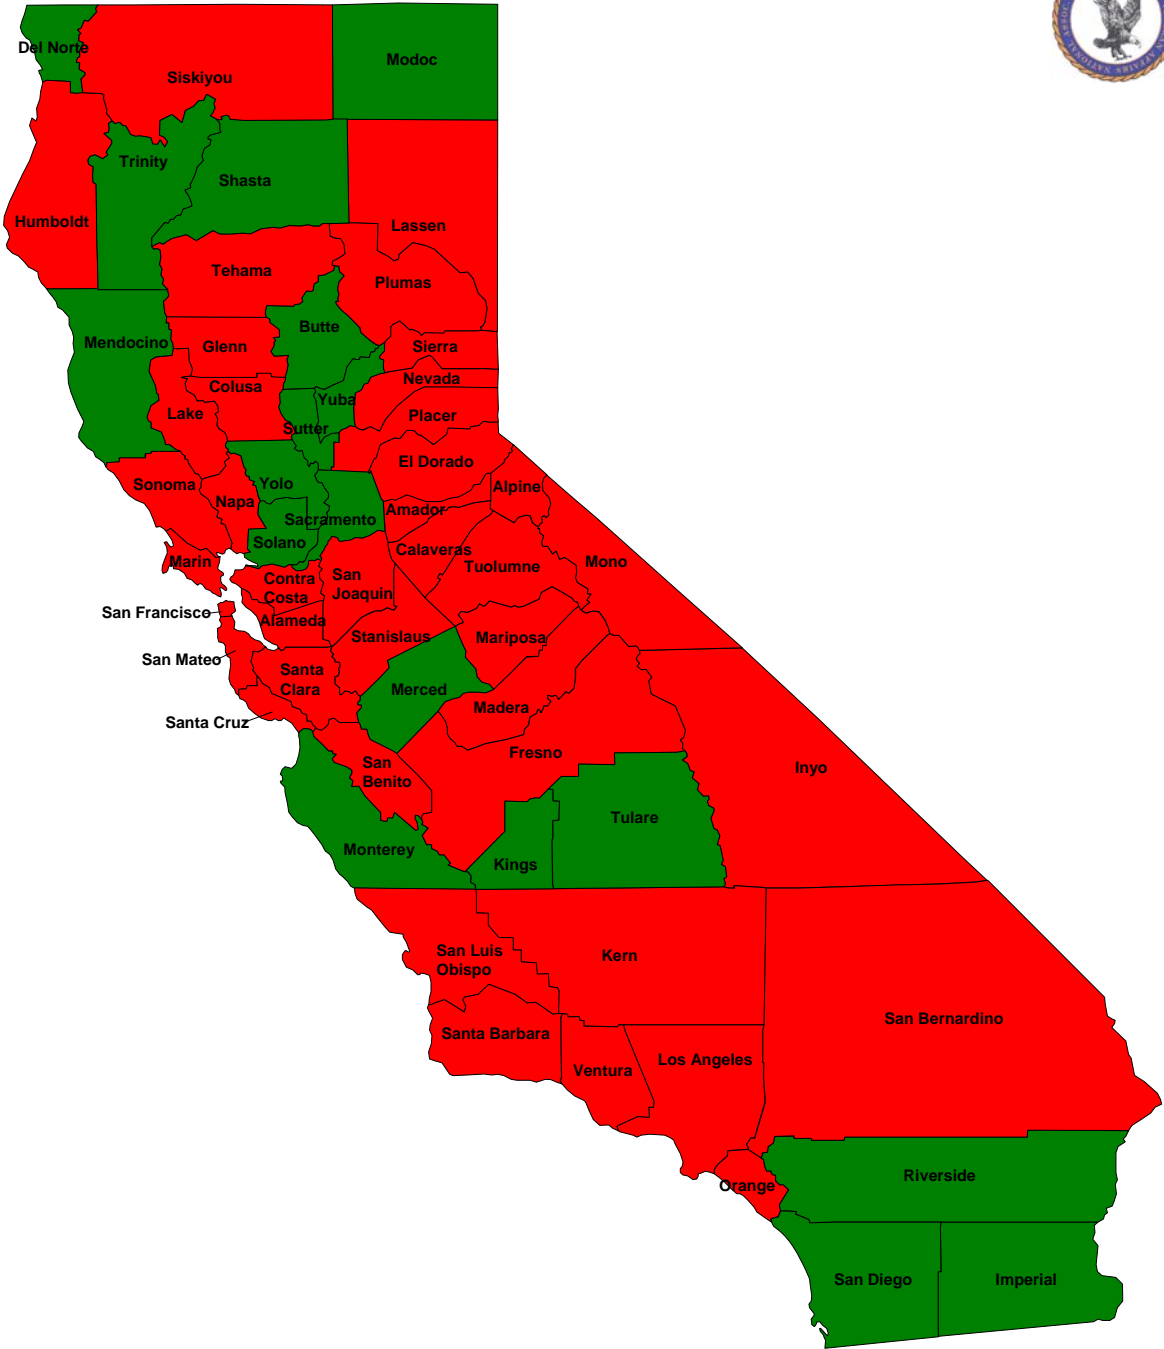 Del Norte
Siskiyou
Modoc
Trinity
Shasta
Humboldt
Lassen
Tehama
Plumas
Butte
Mendocino
Glenn
Sierra
Nevada
Colusa
Yuba
Lake
Placer
Sutter
El Dorado
Sonoma
Yolo
Alpine
Napa
Amador
Sacramento
Solano
Calaveras
Marin
Tuolumne
Mono
Contra
Costa
San
Joaquin
San Francisco
Alameda
Stanislaus
Mariposa
San Mateo
Santa
Clara
Merced
Madera
Santa Cruz
Fresno
San
Benito
Inyo
Tulare
Monterey
Kings
San Luis
Obispo
Kern
San Bernardino
Santa Barbara
Los Angeles
Ventura
Riverside
Orange
San Diego
Imperial
AFFAIRS NATIONAL